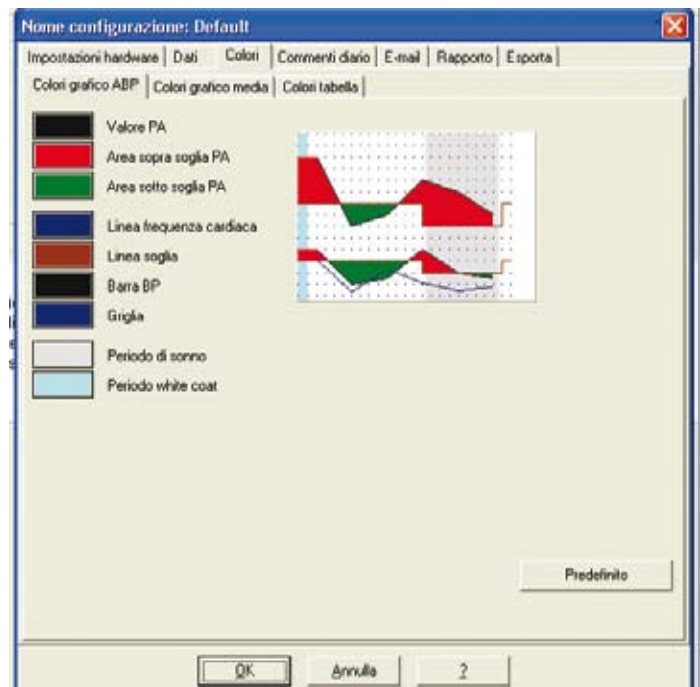 Nome configurazione: Default
Impostazioni hardware Dati Colori Commenti diario E-mail Rapporto Esporta
Colori grafico ABP Colori grafico media Colori tabella
Valore PA
Area sopra soglia PA
Area sotto soglia PA
Linea frequenza cardiaca
Linea soglia
Barra BP
Griglia
Periodo di sonno
Periodo white coat
Predefinito
OK Annulla ?